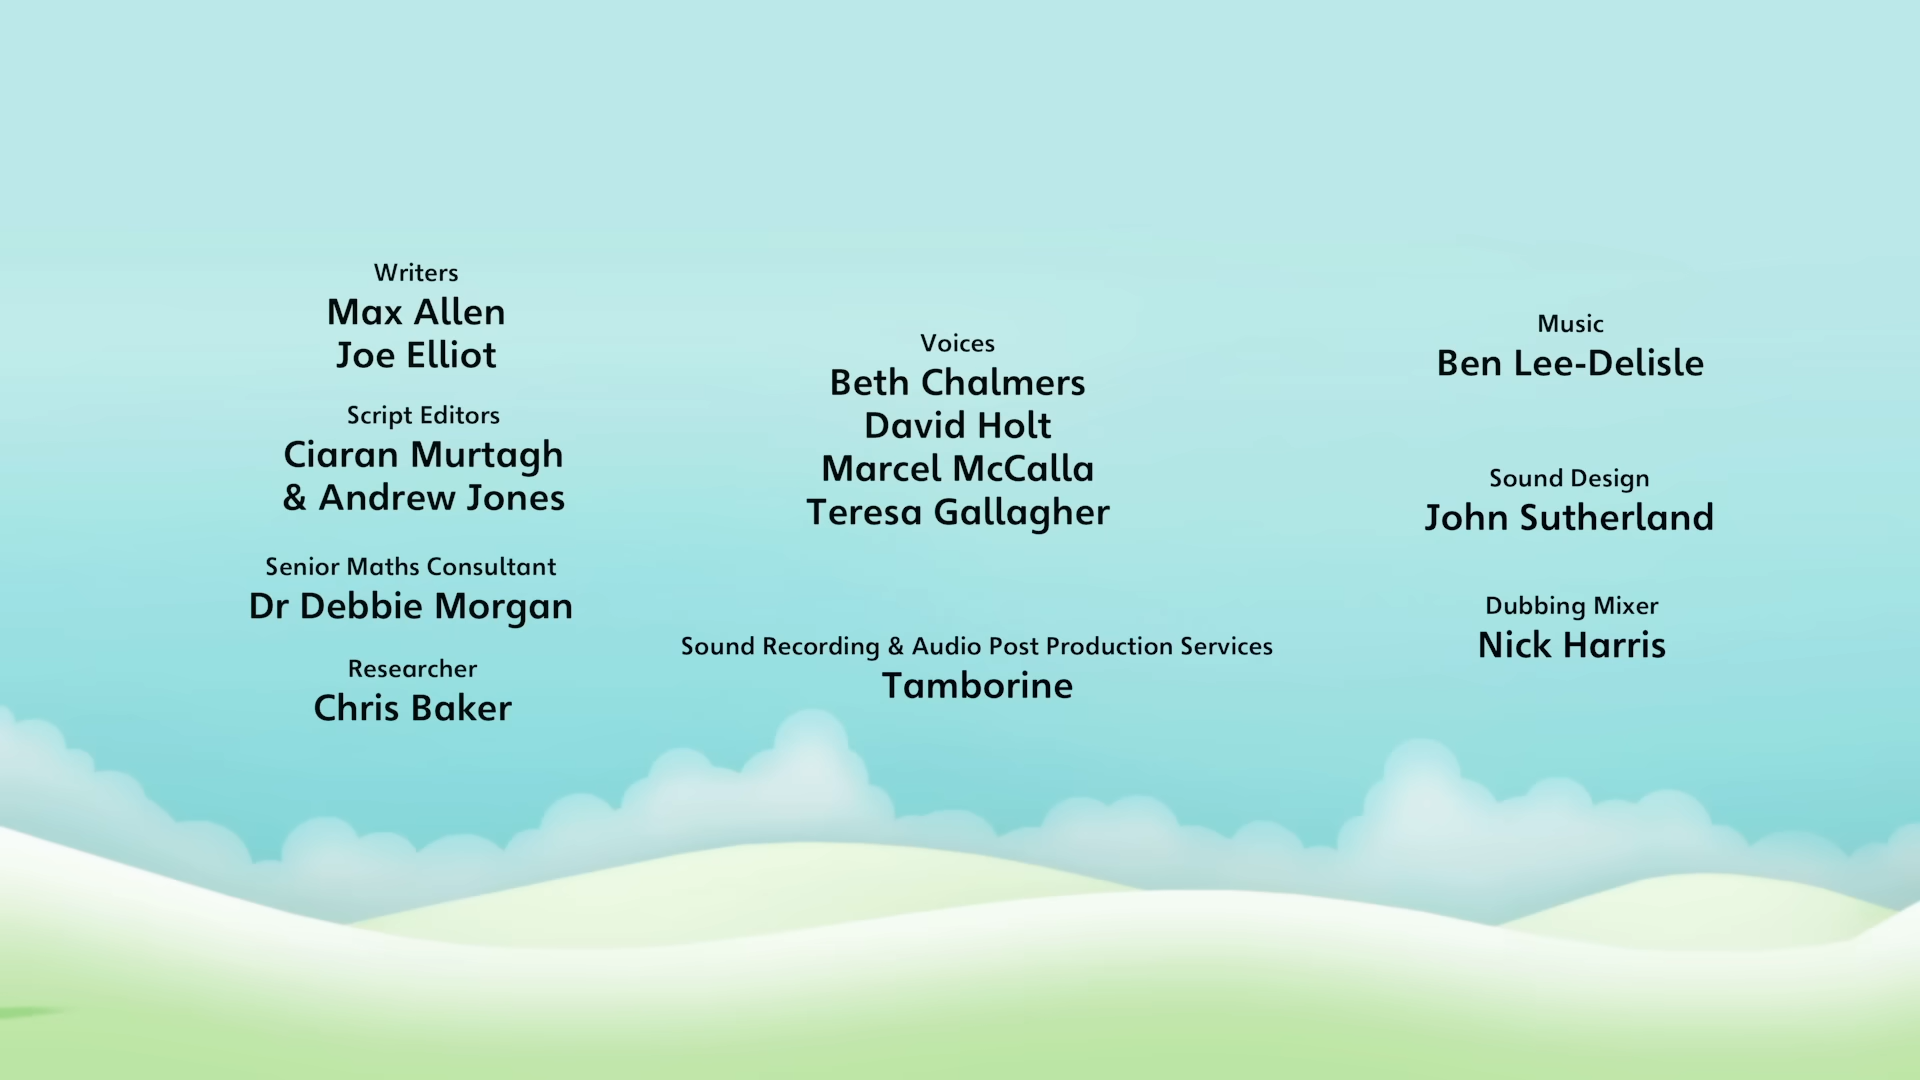 Writers
Max Allen
Joe Elliot
Script Editors
Ciaran Murtagh
& Andrew Jones
Senior Maths Consultant
Dr Debbie Morgan
Researcher
Chris Baker
Voices
Beth Chalmers
David Holt
Marcel McCalla
Teresa Gallagher
Sound Recording & Audio Post Production Services
Tamborine
Music
Ben Lee-Delisle
Sound Design
John Sutherland
Dubbing Mixer
Nick Harris